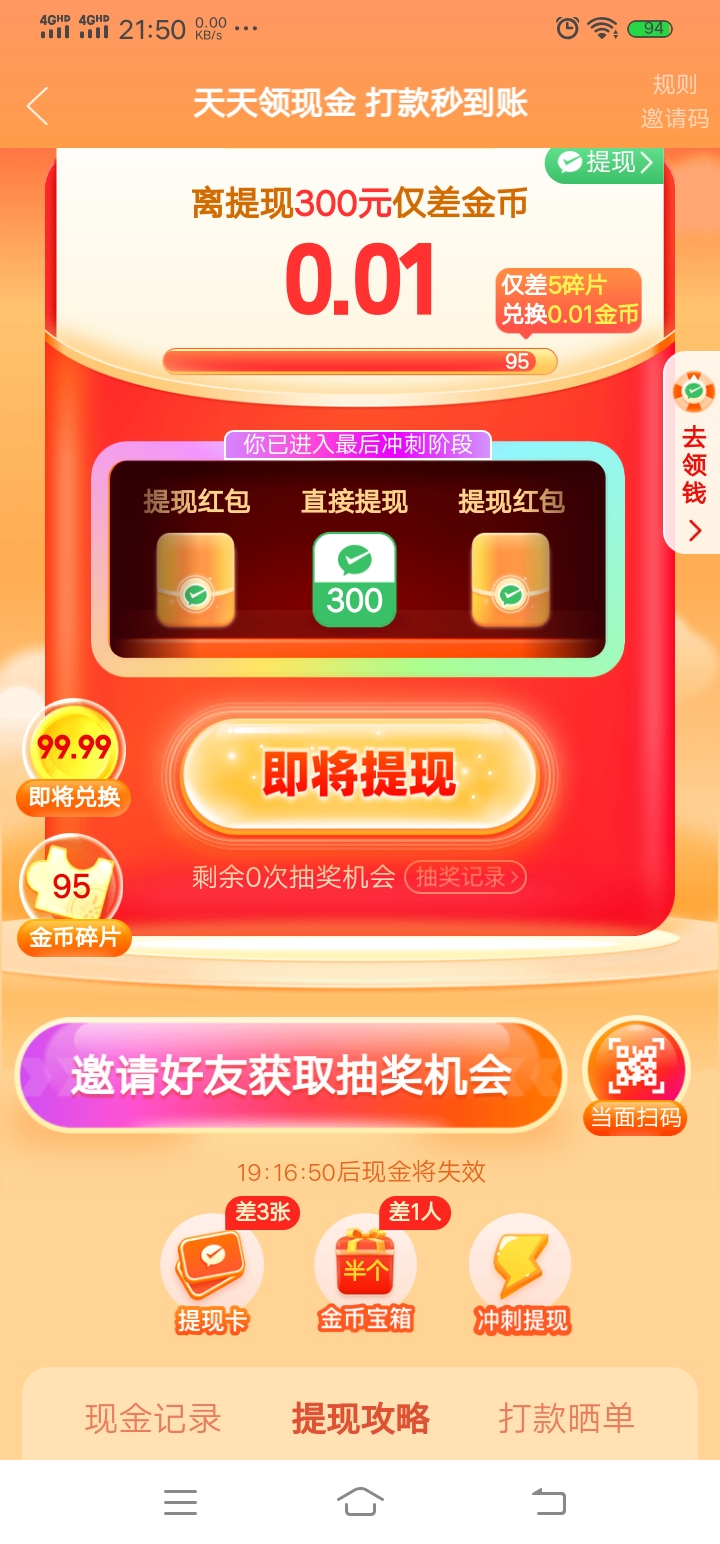 4GHD 4GHD 21:50 0.00 KB/s ... 94
天天领现金 打款秒到账
规则
邀请码
提现
离提现300元仅差金币
0.01
仅差5碎片
兑换0.01金币
95
去领钱
你已进入最后冲刺阶段
提现红包 直接提现 提现红包
300
99.99
即将兑换
即将提现
95
金币碎片
剩余0次抽奖机会 抽奖记录
邀请好友获取抽奖机会
当面扫码
19:16:50后现金将失效
差3张 差1人
半个
提现卡 金币宝箱 冲刺提现
现金记录 提现攻略 打款晒单